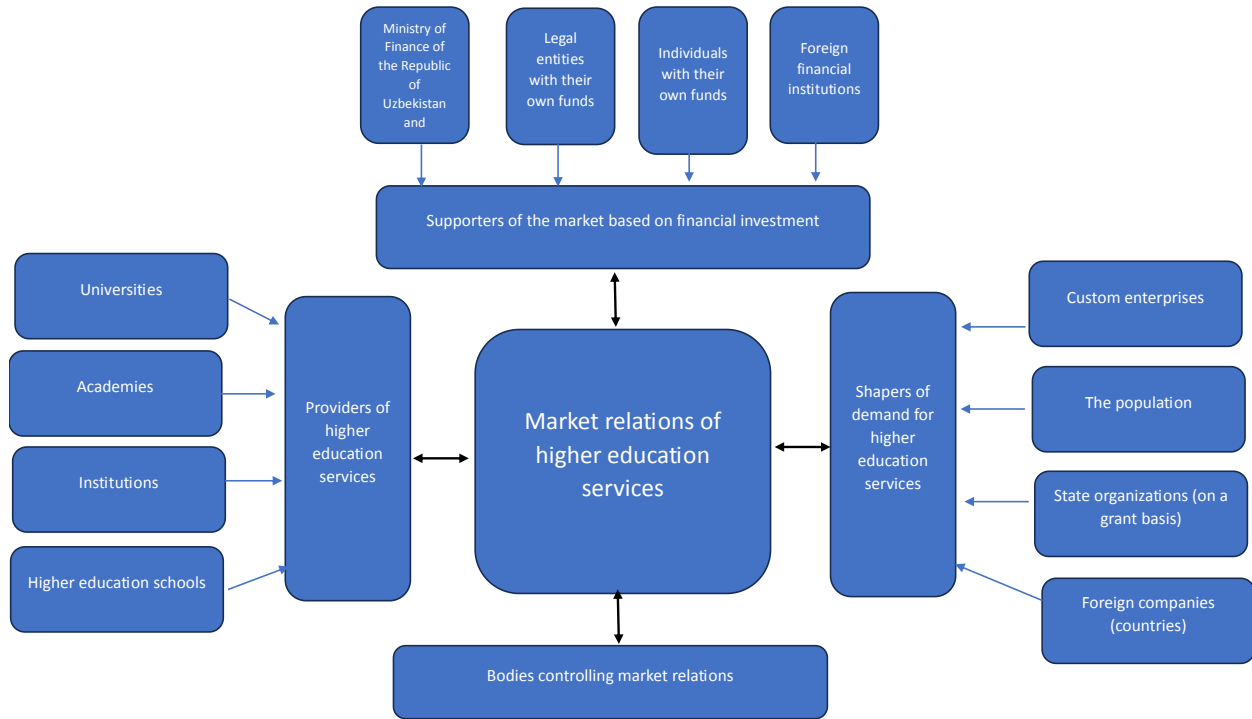 Ministry of
Finance of
the Republic
of
Uzbekistan
and
Legal
entities
with their
own funds
Individuals
with their
own funds
Foreign
financial
institutions
Supporters of the market based on financial investment
Universities
Academies
Institutions
Higher education schools
Providers of
higher
education
services
Market relations of
higher education
services
Shapers of
demand for
higher
education
services
Custom enterprises
The population
State organizations (on a
grant basis)
Foreign companies
(countries)
Bodies controlling market relations